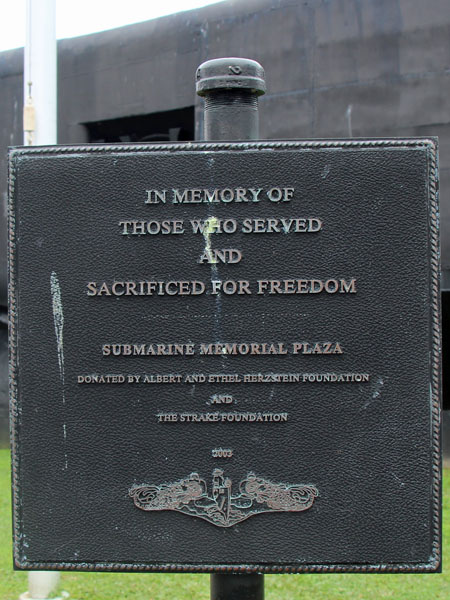 IN MEMORY OF
THOSE WHO SERVED
AND
SACRIFICED FOR FREEDOM
SUBMARINE MEMORIAL PLAZA
DONATED BY ALBERT AND ETHEL HERZSTEIN FOUNDATION
AND
THE STRAKE FOUNDATION
2003